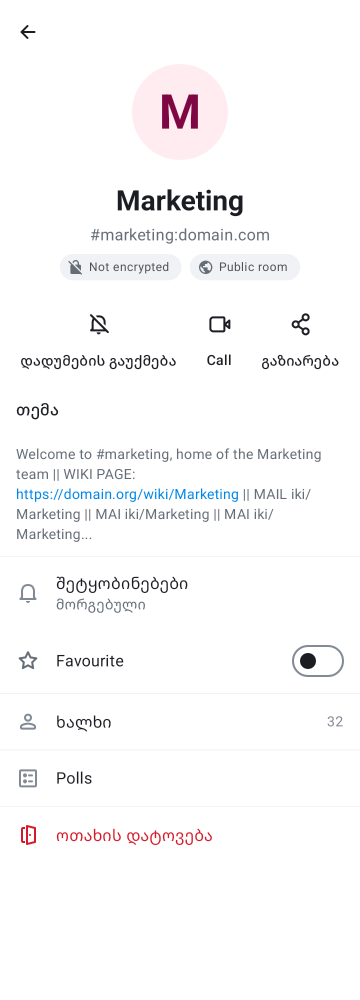 M
Marketing
#marketing:domain.com
Not encrypted
Public room
დადუმების გაუქმება
Call
გაზიარება
თემა
Welcome to #marketing, home of the Marketing
team || WIKI PAGE:
https://domain.org/wiki/Marketing || MAIL iki/
Marketing || MAI iki/Marketing || MAI iki/
Marketing...
შეტყობინებები
მორგებული
Favourite
ხალხი
32
Polls
ოთახის დატოვება